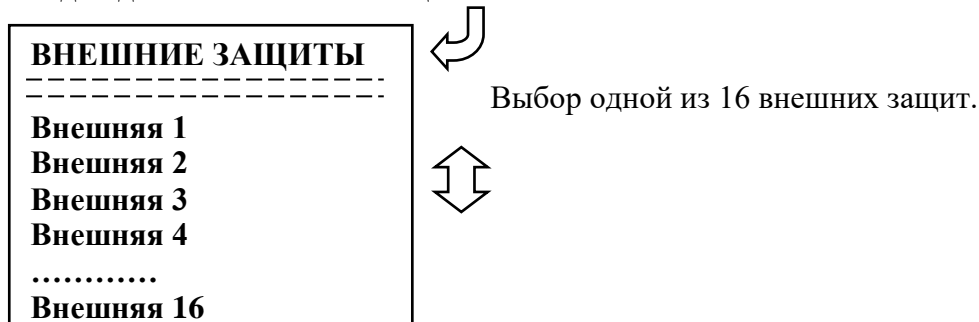 ВНЕШНИЕ ЗАЩИТЫ
Выбор одной из 16 внешних защит.
Внешняя 1
Внешняя 2
Внешняя 3
Внешняя 4
…………
Внешняя 16